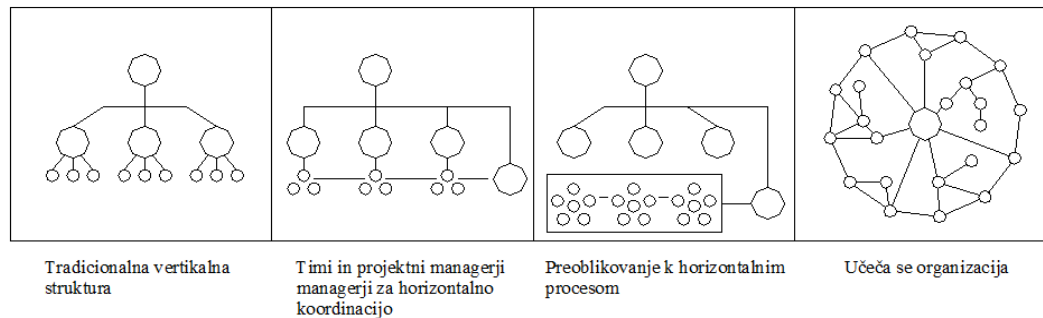 Tradicionalna vertikalna
struktura
Timi in projektni managerji
managerji za horizontalno
koordinacijo
Preoblikovanje k horizontalnim
procesom
Učeča se organizacija